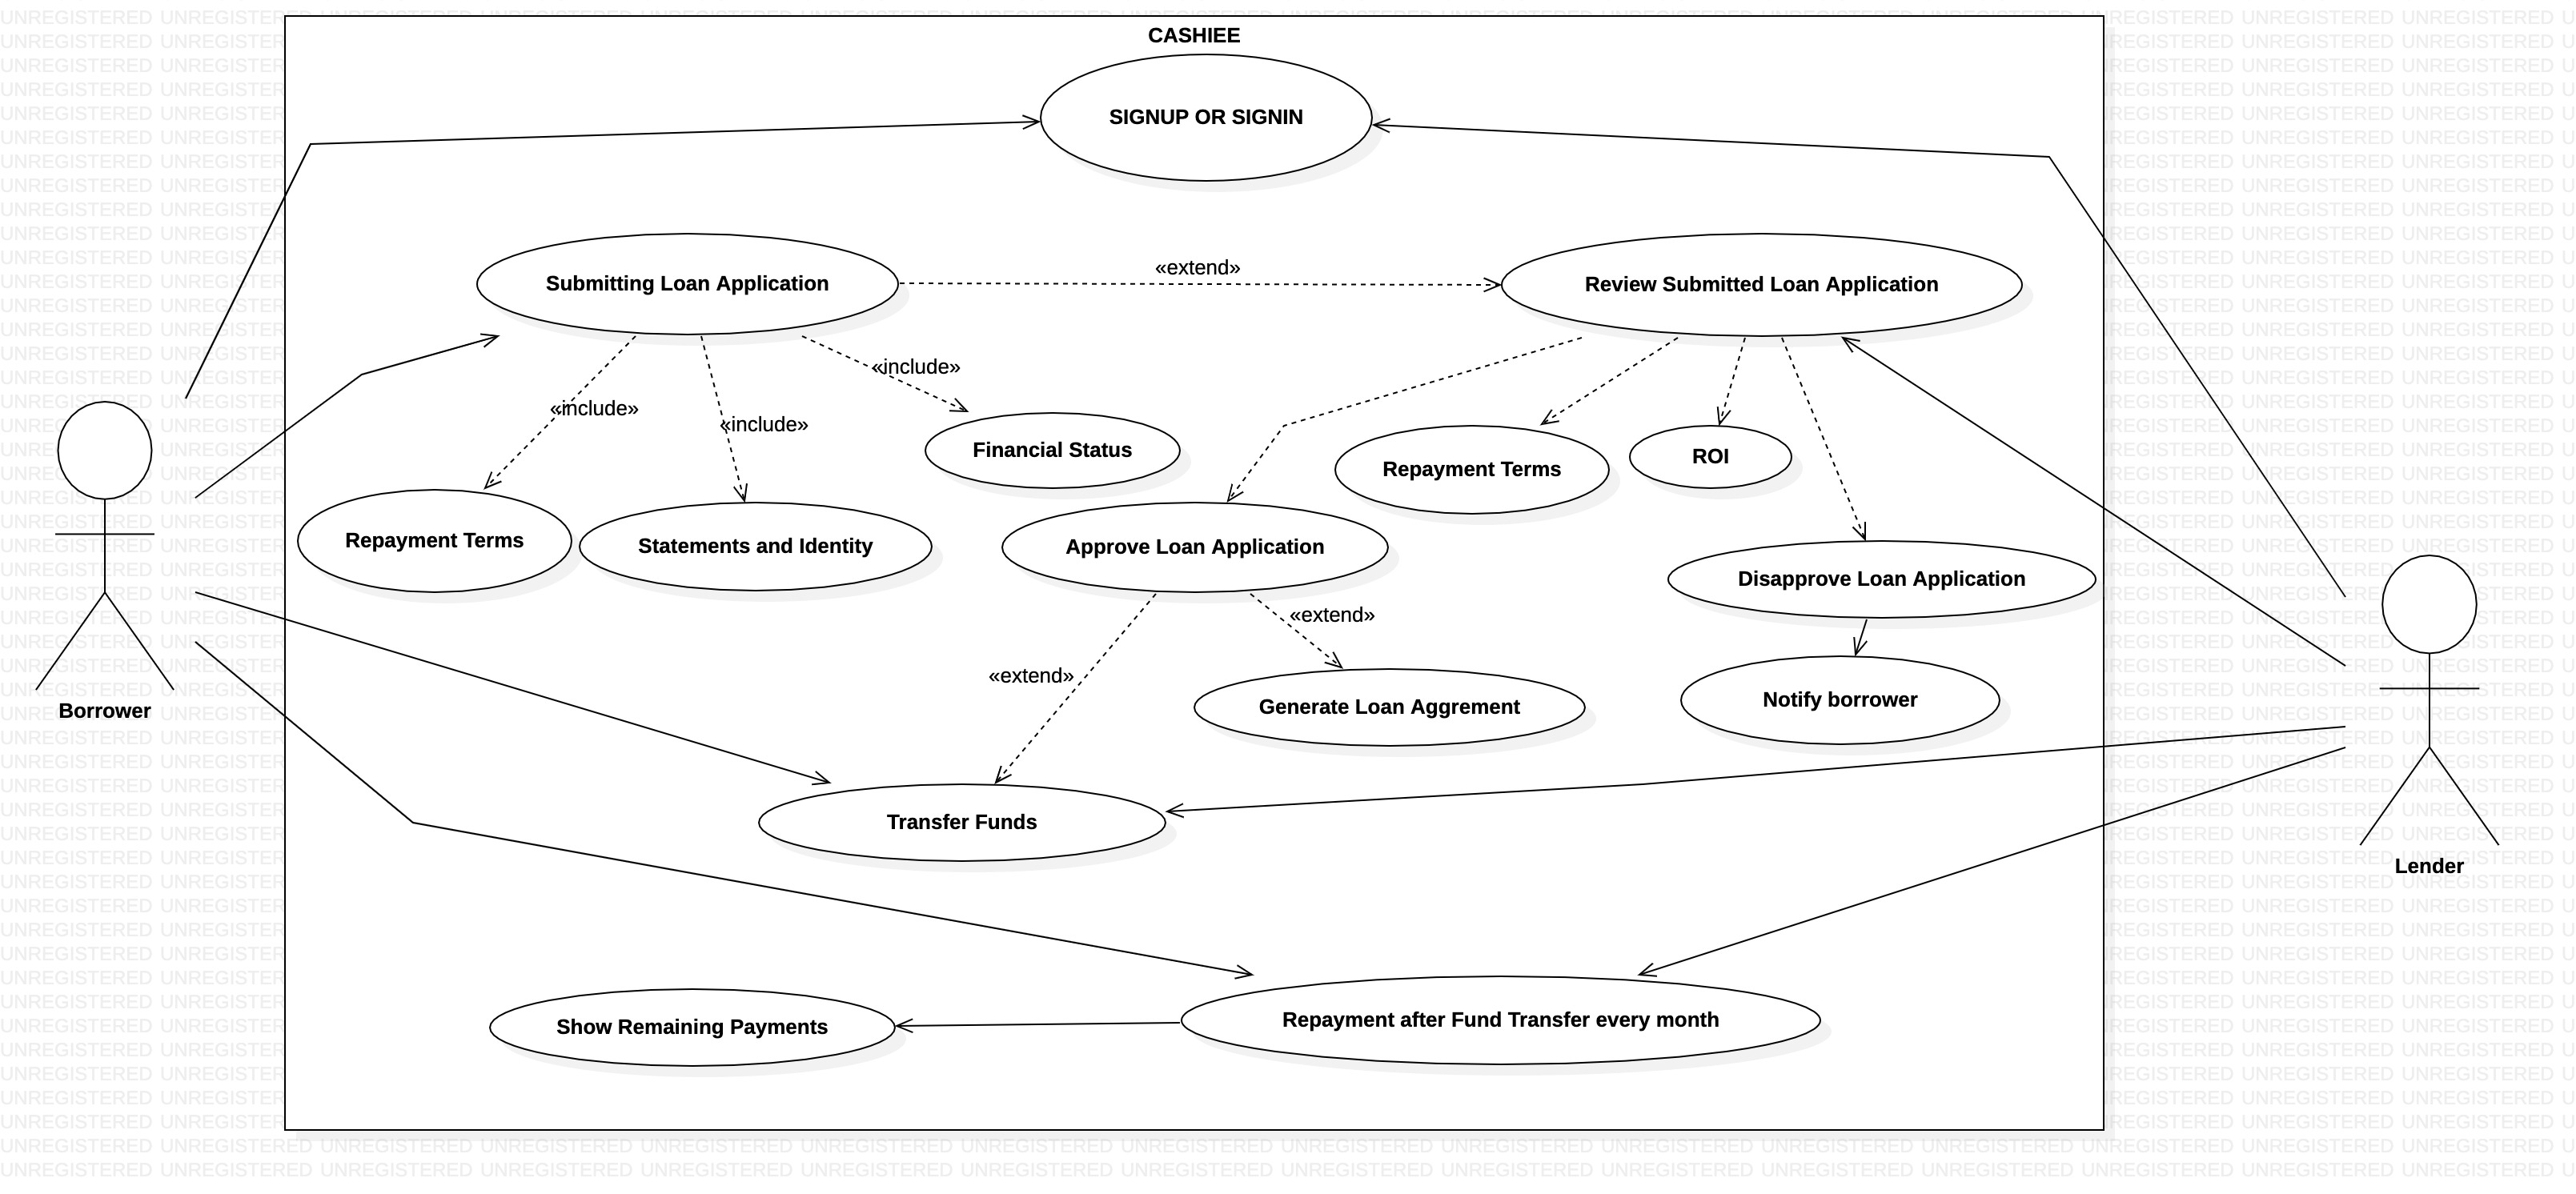 CASHIEE
SIGNUP OR SIGNIN
Submitting Loan Application
«extend»
Review Submitted Loan Application
«include»
«include»
«include»
Financial Status
Repayment Terms
ROI
Repayment Terms
Statements and Identity
Approve Loan Application
Disapprove Loan Application
«extend»
«extend»
Generate Loan Aggrement
Notify borrower
Borrower
Transfer Funds
Lender
Show Remaining Payments
Repayment after Fund Transfer every month
UNREGISTERED